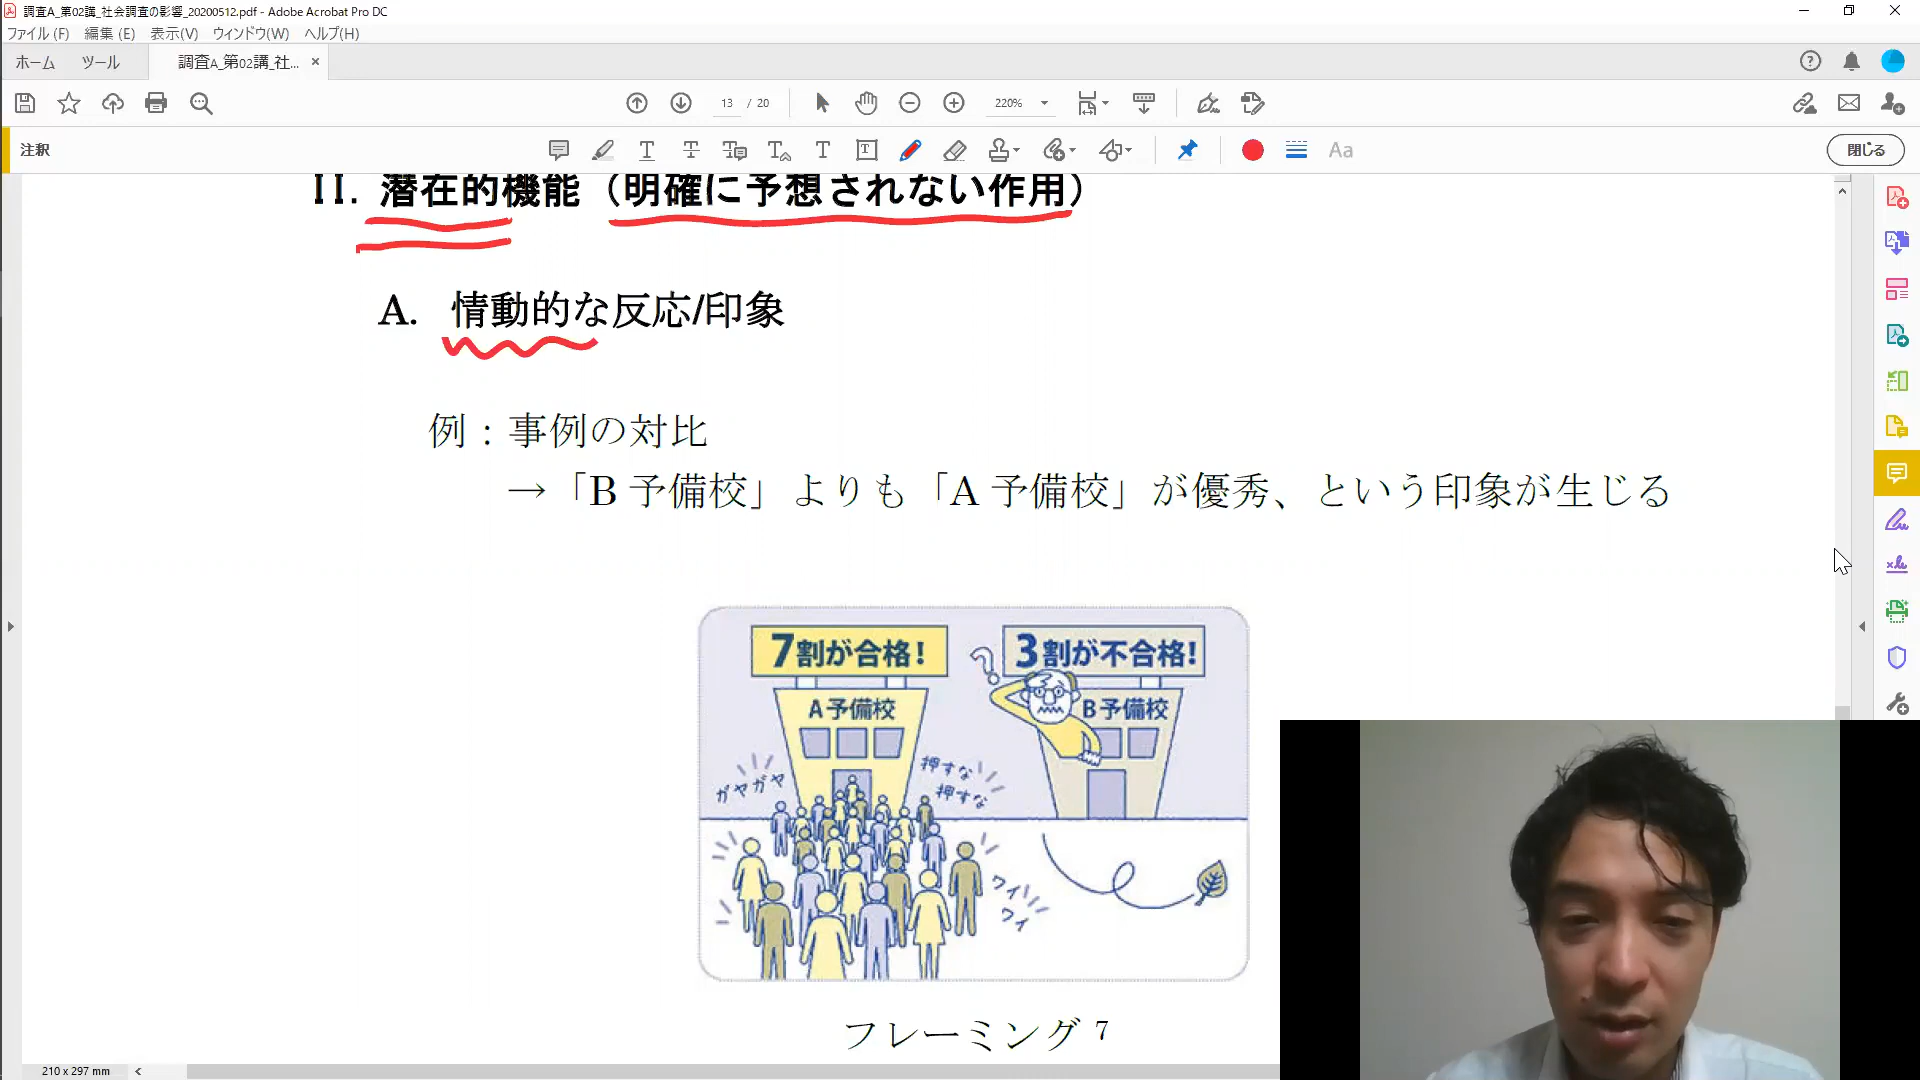 調査A_第02講_社会調査の影響_20200512.pdf - Adobe Acrobat Pro DC
ファイル(F) 編集(E) 表示(V) ウィンドウ(W) ヘルプ(H)
ホーム ツール 調査A_第02講_社... ×
13 / 20 220%
注釈 Aa 閉じる
II. 潜在的機能（明確に予想されない作用）
A. 情動的な反応/印象
例：事例の対比
→「B 予備校」よりも「A 予備校」が優秀、という印象が生じる
7割が合格！ 3割が不合格！
A予備校 B予備校
ガヤガヤ
押すな
押すな
ワイ
ワイ
フレーミング 7
210 x 297 mm